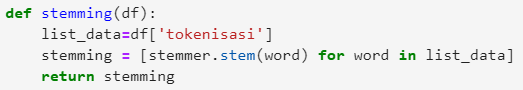 def stemming(df):
    list_data=df['tokenisasi']
    stemming = [stemmer.stem(word) for word in list_data]
    return stemming